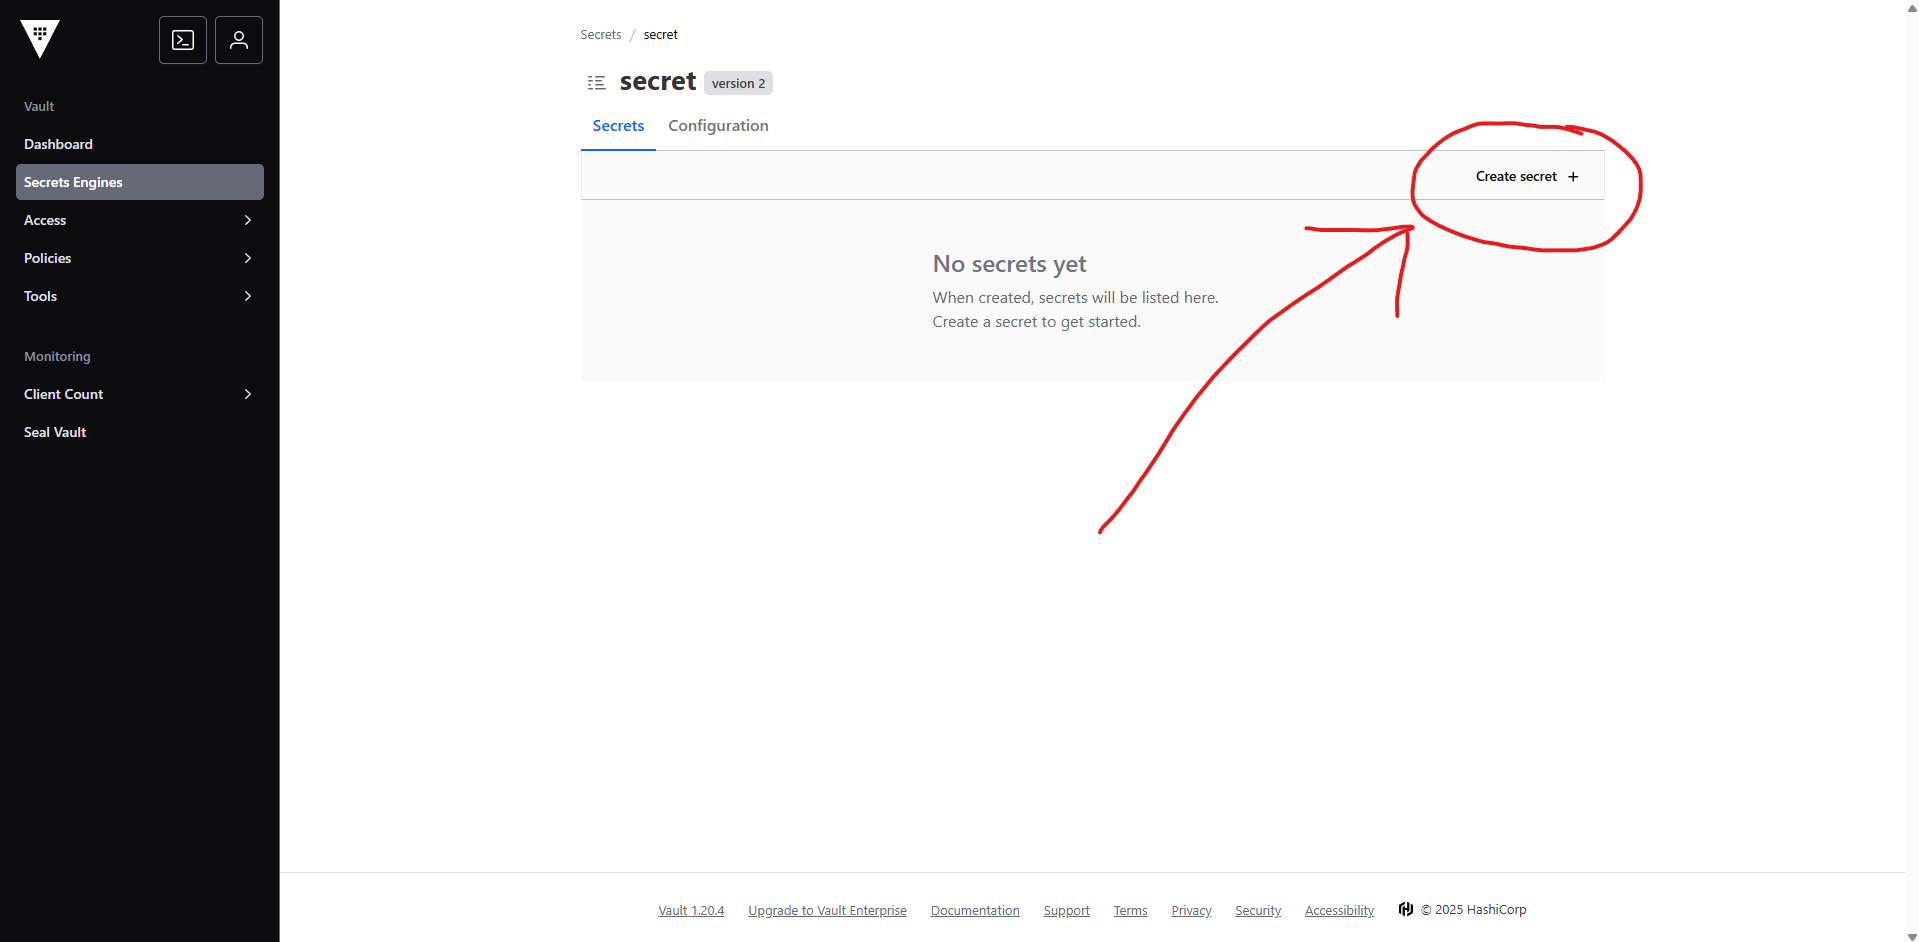 Vault
Dashboard
Secrets Engines
Access
Policies
Tools
Monitoring
Client Count
Seal Vault
Secrets / secret
secret version 2
Secrets Configuration
Create secret +
No secrets yet
When created, secrets will be listed here.
Create a secret to get started.
Vault 1.20.4 Upgrade to Vault Enterprise Documentation Support Terms Privacy Security Accessibility © 2025 HashiCorp